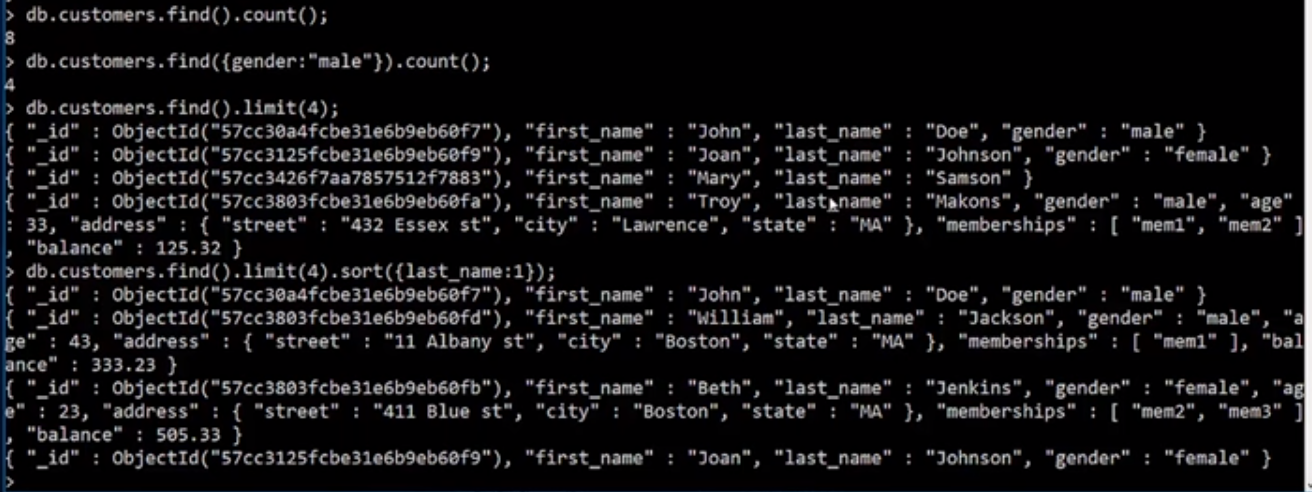 > db.customers.find().count();
8
> db.customers.find({gender:"male"}).count();
4
> db.customers.find().limit(4);
{ "_id" : ObjectId("57cc30a4fcbe31e6b9eb60f7"), "first_name" : "John", "last_name" : "Doe", "gender" : "male" }
{ "_id" : ObjectId("57cc3125fcbe31e6b9eb60f9"), "first_name" : "Joan", "last_name" : "Johnson", "gender" : "female" }
{ "_id" : ObjectId("57cc3426f7aa7857512f7883"), "first_name" : "Mary", "last_name" : "Samson" }
{ "_id" : ObjectId("57cc3803fcbe31e6b9eb60fa"), "first_name" : "Troy", "last_name" : "Makons", "gender" : "male", "age"
: 33, "address" : { "street" : "432 Essex st", "city" : "Lawrence", "state" : "MA" }, "memberships" : [ "mem1", "mem2" ]
, "balance" : 125.32 }
> db.customers.find().limit(4).sort({last_name:1});
{ "_id" : ObjectId("57cc30a4fcbe31e6b9eb60f7"), "first_name" : "John", "last_name" : "Doe", "gender" : "male" }
{ "_id" : ObjectId("57cc3803fcbe31e6b9eb60fd"), "first_name" : "William", "last_name" : "Jackson", "gender" : "male", "a
ge" : 43, "address" : { "street" : "11 Albany st", "city" : "Boston", "state" : "MA" }, "memberships" : [ "mem1" ], "bal
ance" : 333.23 }
{ "_id" : ObjectId("57cc3803fcbe31e6b9eb60fb"), "first_name" : "Beth", "last_name" : "Jenkins", "gender" : "female", "ag
e" : 23, "address" : { "street" : "411 Blue st", "city" : "Boston", "state" : "MA" }, "memberships" : [ "mem2", "mem3" ]
, "balance" : 505.33 }
{ "_id" : ObjectId("57cc3125fcbe31e6b9eb60f9"), "first_name" : "Joan", "last_name" : "Johnson", "gender" : "female" }
>